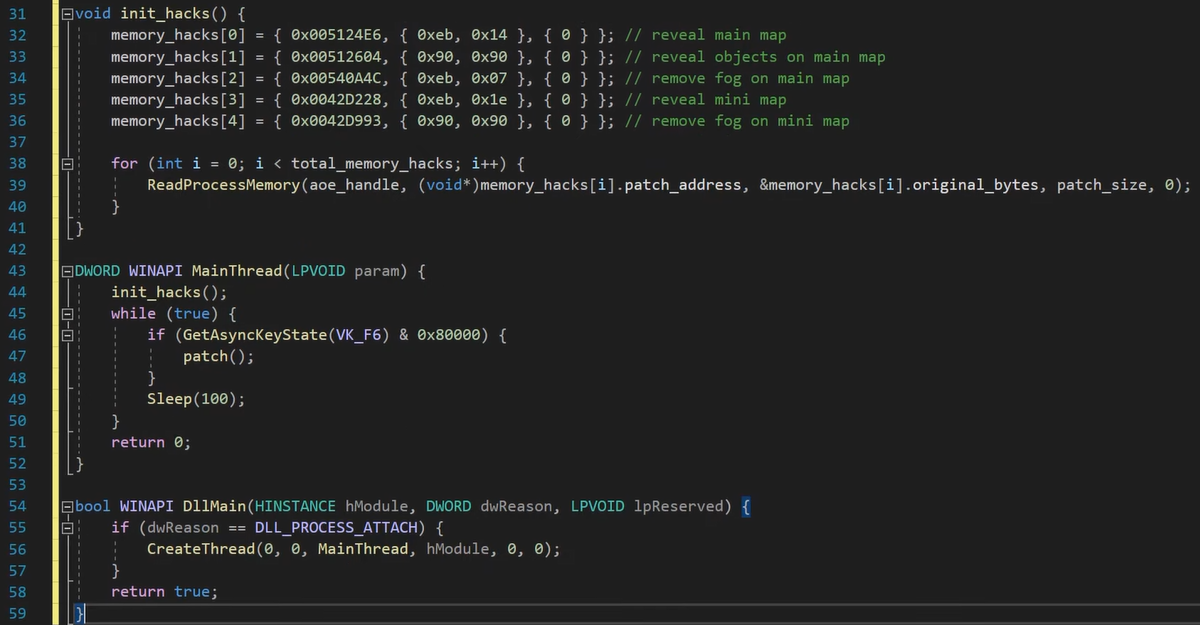 31 void init_hacks() {
32 memory_hacks[0] = { 0x005124E6, { 0xeb, 0x14 }, { 0 } }; // reveal main map
33 memory_hacks[1] = { 0x00512604, { 0x90, 0x90 }, { 0 } }; // reveal objects on main map
34 memory_hacks[2] = { 0x00540A4C, { 0xeb, 0x07 }, { 0 } }; // remove fog on main map
35 memory_hacks[3] = { 0x0042D228, { 0xeb, 0x1e }, { 0 } }; // reveal mini map
36 memory_hacks[4] = { 0x0042D993, { 0x90, 0x90 }, { 0 } }; // remove fog on mini map
37
38 for (int i = 0; i < total_memory_hacks; i++) {
39 ReadProcessMemory(aoe_handle, (void*)memory_hacks[i].patch_address, &memory_hacks[i].original_bytes, patch_size, 0);
40 }
41 }
42
43 DWORD WINAPI MainThread(LPVOID param) {
44 init_hacks();
45 while (true) {
46 if (GetAsyncKeyState(VK_F6) & 0x80000) {
47 patch();
48 }
49 Sleep(100);
50 }
51 return 0;
52 }
53
54 bool WINAPI DllMain(HINSTANCE hModule, DWORD dwReason, LPVOID lpReserved) {
55 if (dwReason == DLL_PROCESS_ATTACH) {
56 CreateThread(0, 0, MainThread, hModule, 0, 0);
57 }
58 return true;
59 }